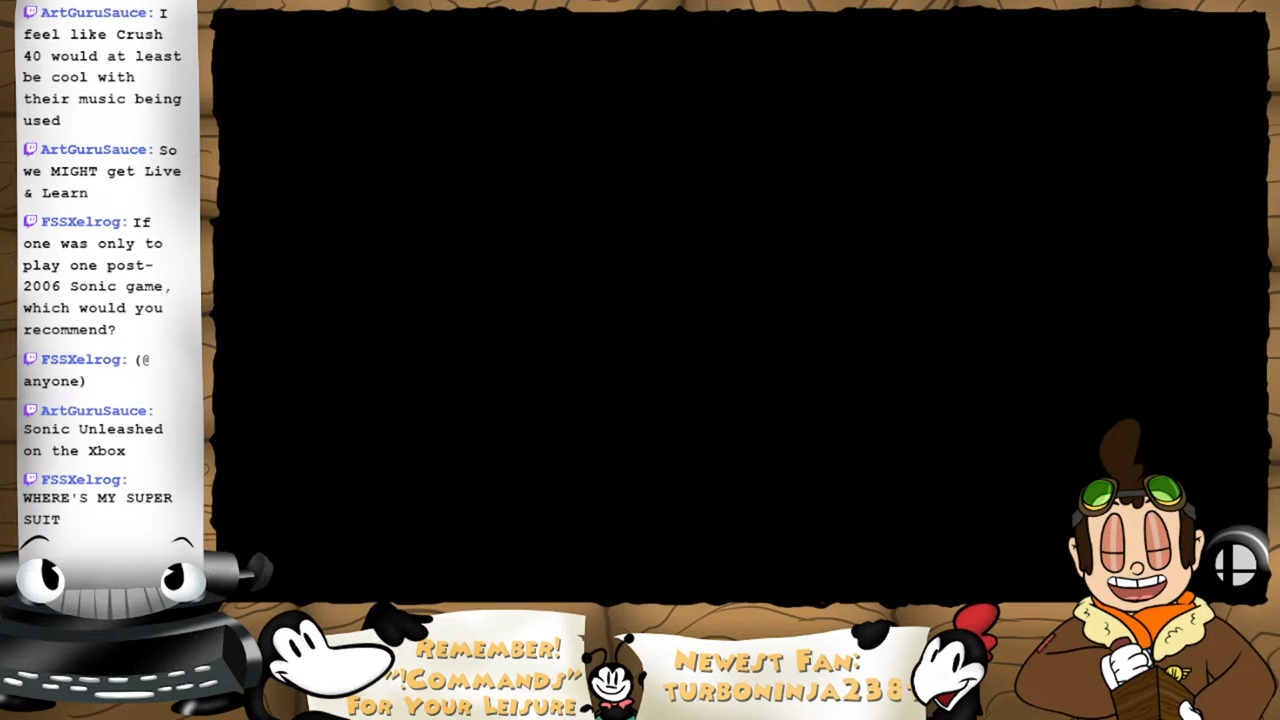 ArtGuruSauce: I
feel like Crush
40 would at least
be cool with
their music being
used
ArtGuruSauce: So
we MIGHT get Live
& Learn
FSSXelrog: If
one was only to
play one post-
2006 Sonic game,
which would you
recommend?
FSSXelrog: (@
anyone)
ArtGuruSauce:
Sonic Unleashed
on the Xbox
FSSXelrog:
WHERE'S MY SUPER
SUIT
Remember!
"!Commands"
For Your Leisure
Newest Fan:
turboninja238